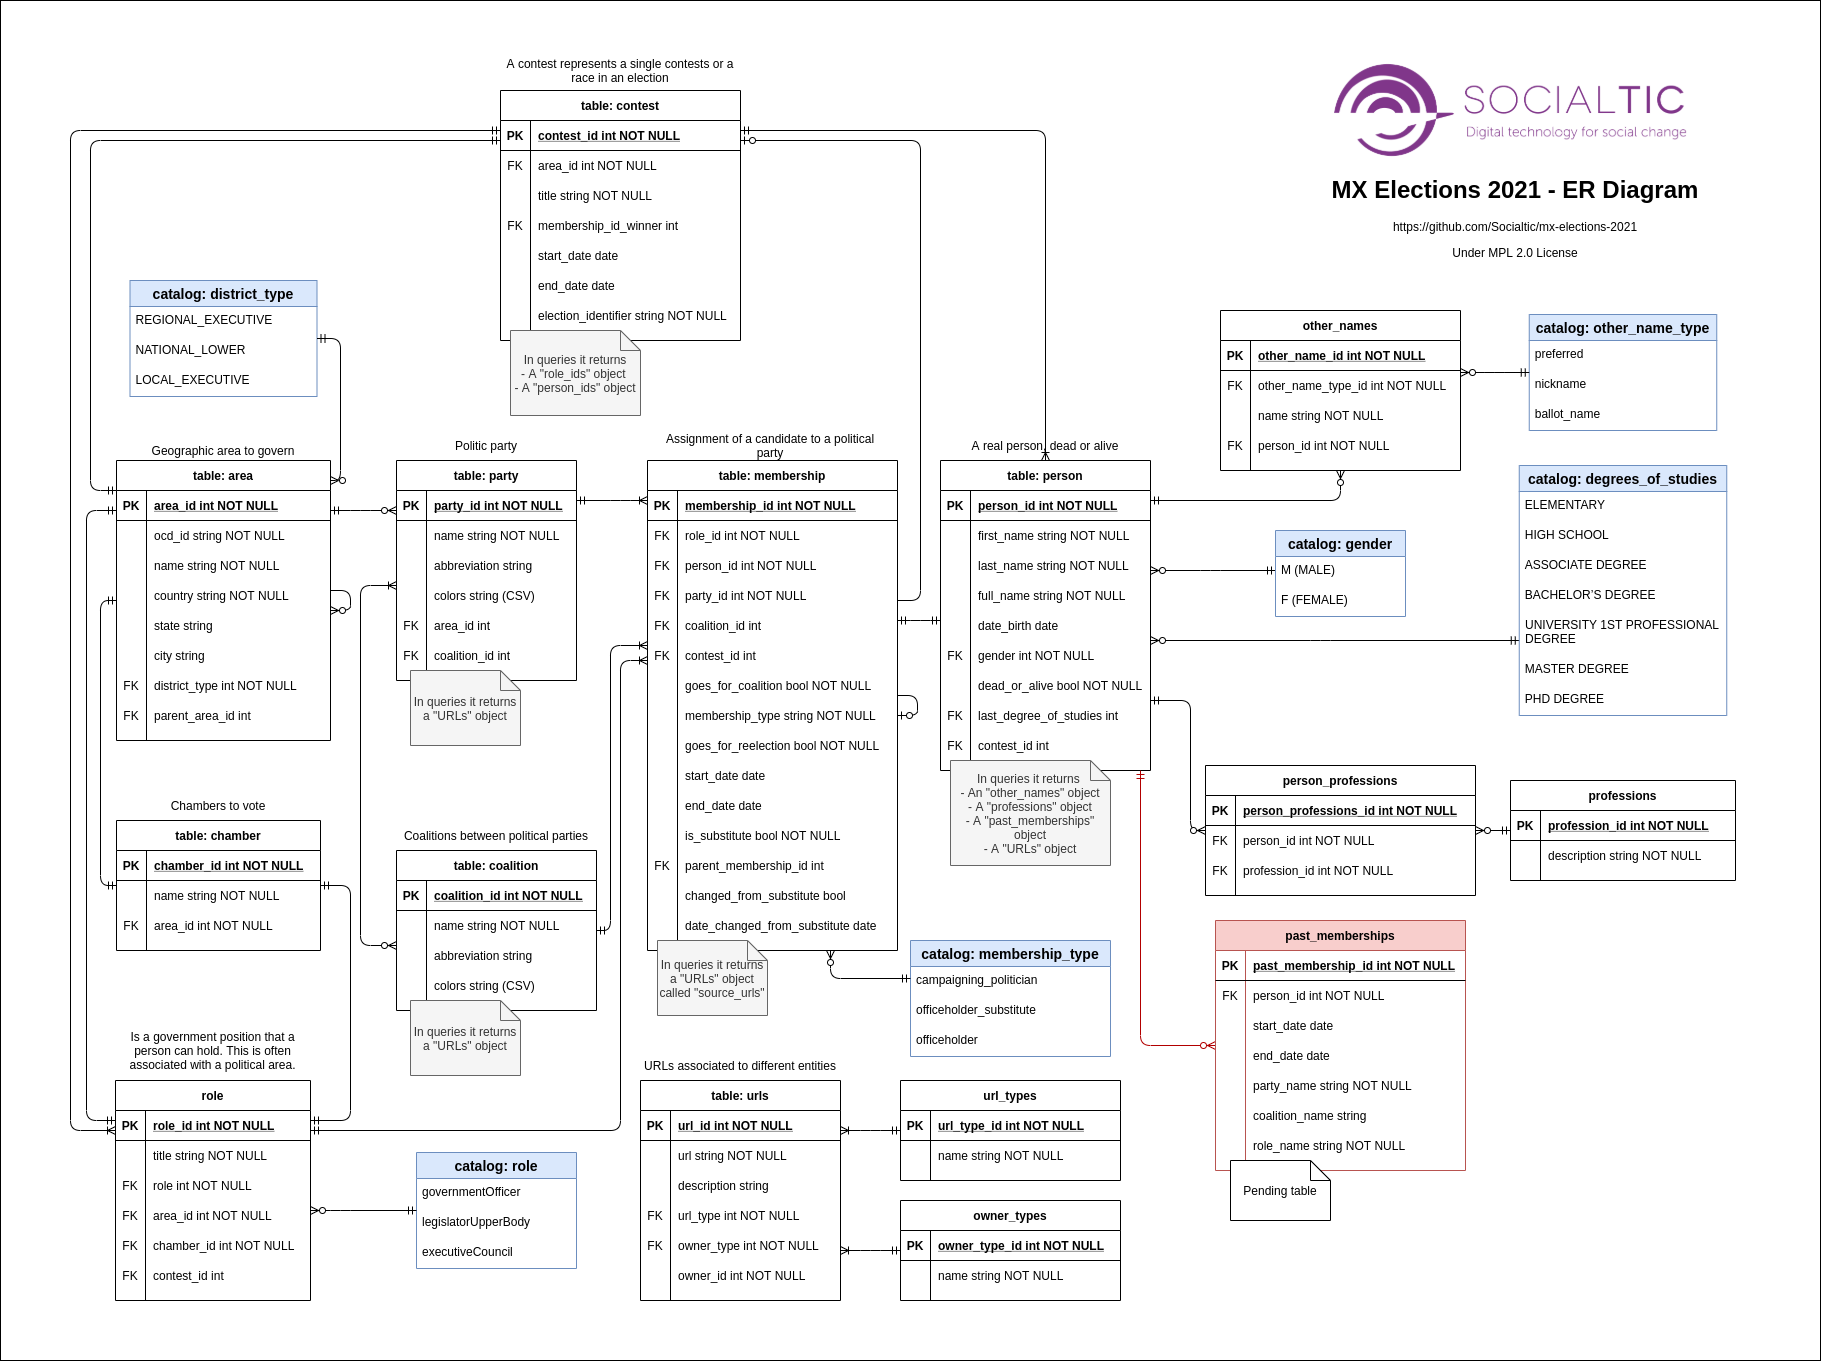 A contest represents a single contests or a
race in an election
table: contest
PK contest_id int NOT NULL
FK area_id int NOT NULL
title string NOT NULL
FK membership_id_winner int
start_date date
end_date date
election_identifier string NOT NULL
In queries it returns
- A "role_ids" object
- A "person_ids" object
SOCIALTIC
Digital technology for social change
MX Elections 2021 - ER Diagram
https://github.com/Socialtic/mx-elections-2021
Under MPL 2.0 License
catalog: district_type
REGIONAL_EXECUTIVE
NATIONAL_LOWER
LOCAL_EXECUTIVE
other_names
PK other_name_id int NOT NULL
FK other_name_type_id int NOT NULL
name string NOT NULL
FK person_id int NOT NULL
catalog: other_name_type
preferred
nickname
ballot_name
Geographic area to govern
table: area
PK area_id int NOT NULL
ocd_id string NOT NULL
name string NOT NULL
country string NOT NULL
state string
city string
FK district_type int NOT NULL
FK parent_area_id int
Politic party
table: party
PK party_id int NOT NULL
name string NOT NULL
abbreviation string
colors string (CSV)
FK area_id int
FK coalition_id int
In queries it returns
a "URLs" object
Assignment of a candidate to a political
party
table: membership
PK membership_id int NOT NULL
FK role_id int NOT NULL
FK person_id int NOT NULL
FK party_id int NOT NULL
FK coalition_id int
FK contest_id int
goes_for_coalition bool NOT NULL
membership_type string NOT NULL
goes_for_reelection bool NOT NULL
start_date date
end_date date
is_substitute bool NOT NULL
FK parent_membership_id int
changed_from_substitute bool
date_changed_from_substitute date
In queries it returns
a "URLs" object
called "source_urls"
A real person, dead or alive
table: person
PK person_id int NOT NULL
first_name string NOT NULL
last_name string NOT NULL
full_name string NOT NULL
date_birth date
FK gender int NOT NULL
dead_or_alive bool NOT NULL
FK last_degree_of_studies int
FK contest_id int
In queries it returns
- An "other_names" object
- A "professions" object
- A "past_memberships"
object
- A "URLs" object
catalog: gender
M (MALE)
F (FEMALE)
catalog: degrees_of_studies
ELEMENTARY
HIGH SCHOOL
ASSOCIATE DEGREE
BACHELOR'S DEGREE
UNIVERSITY 1ST PROFESSIONAL
DEGREE
MASTER DEGREE
PHD DEGREE
person_professions
PK person_professions_id int NOT NULL
FK person_id int NOT NULL
FK profession_id int NOT NULL
professions
PK profession_id int NOT NULL
description string NOT NULL
Chambers to vote
table: chamber
PK chamber_id int NOT NULL
name string NOT NULL
FK area_id int NOT NULL
Coalitions between political parties
table: coalition
PK coalition_id int NOT NULL
name string NOT NULL
abbreviation string
colors string (CSV)
In queries it returns
a "URLs" object
catalog: membership_type
campaigning_politician
officeholder_substitute
officeholder
past_memberships
PK past_membership_id int NOT NULL
FK person_id int NOT NULL
start_date date
end_date date
party_name string NOT NULL
coalition_name string
role_name string NOT NULL
Pending table
Is a government position that a
person can hold. This is often
associated with a political area.
role
PK role_id int NOT NULL
title string NOT NULL
FK role int NOT NULL
FK area_id int NOT NULL
FK chamber_id int NOT NULL
FK contest_id int
catalog: role
governmentOfficer
legislatorUpperBody
executiveCouncil
URLs associated to different entities
table: urls
PK url_id int NOT NULL
url string NOT NULL
description string
FK url_type int NOT NULL
FK owner_type int NOT NULL
owner_id int NOT NULL
url_types
PK url_type_id int NOT NULL
name string NOT NULL
owner_types
PK owner_type_id int NOT NULL
name string NOT NULL